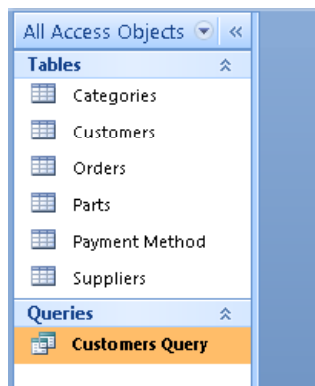 All Access Objects
Tables
Categories
Customers
Orders
Parts
Payment Method
Suppliers
Queries
Customers Query